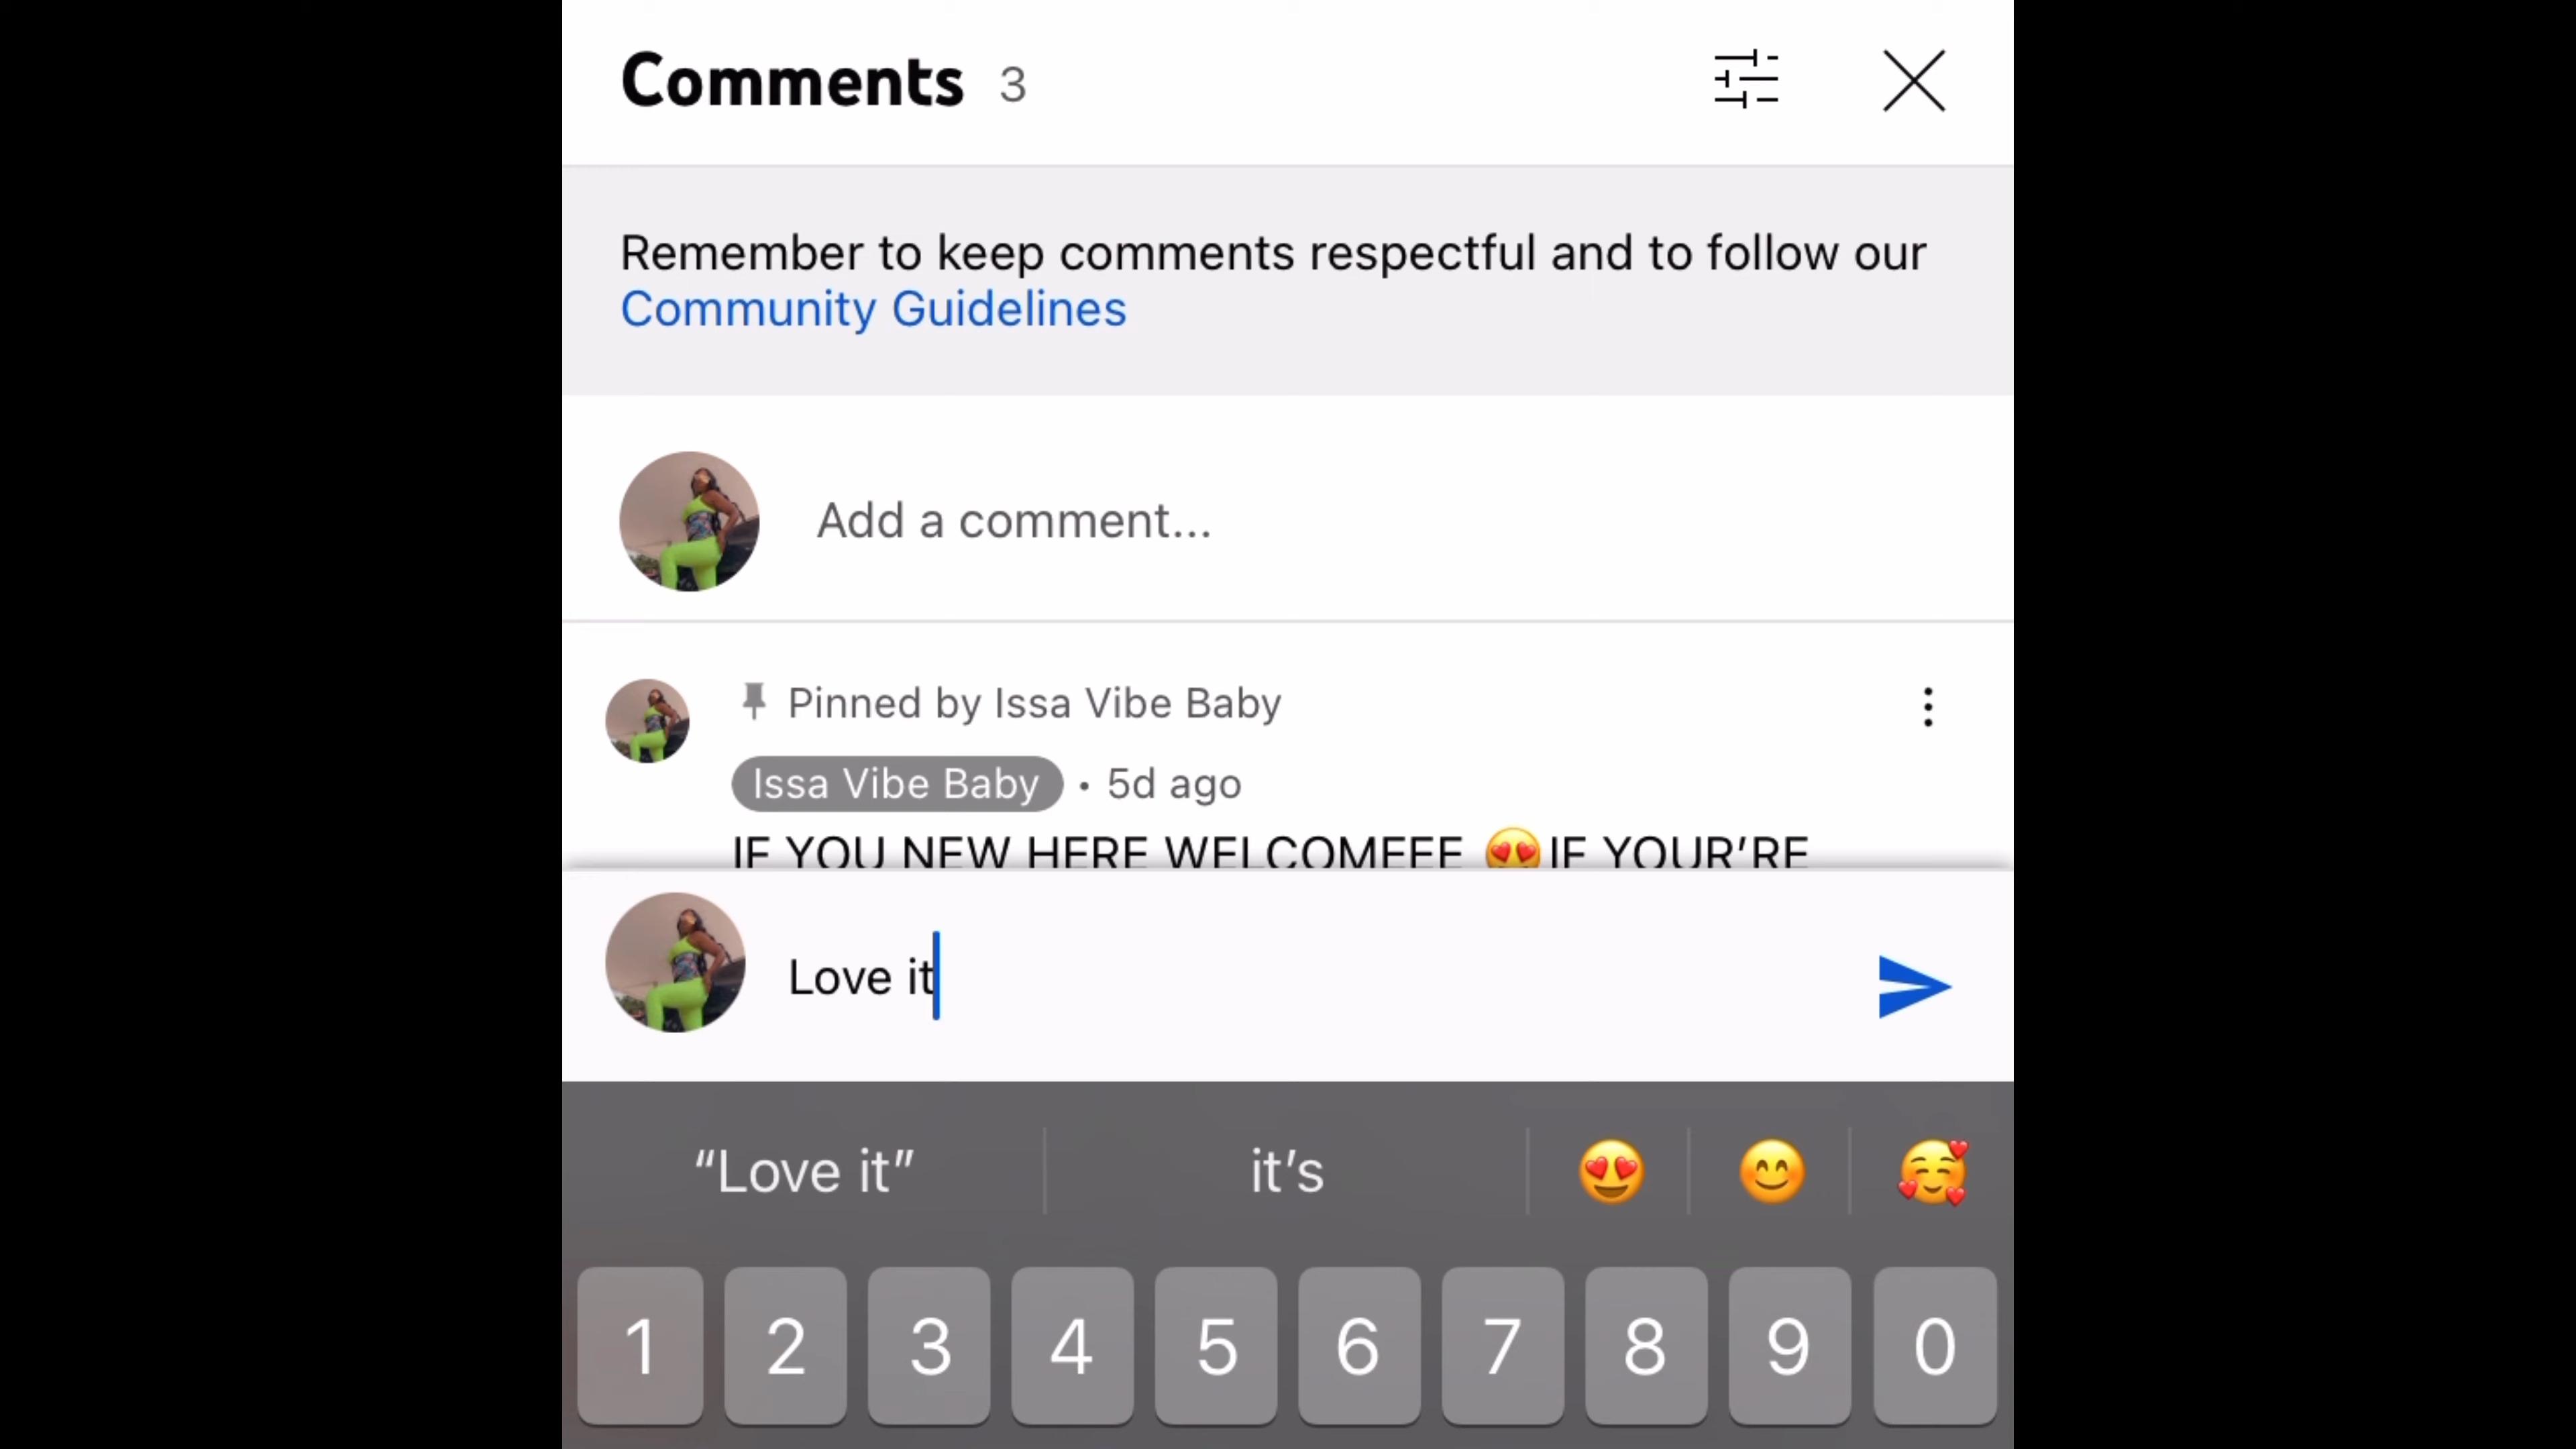 Comments 3
Remember to keep comments respectful and to follow our
Community Guidelines
Add a comment...
Pinned by Issa Vibe Baby
Issa Vibe Baby • 5d ago
IF YOU NEW HERE WELCOMEEE 😍IF YOUR’RE
Love it
“Love it” it’s 😍 😊 🥰
1 2 3 4 5 6 7 8 9 0